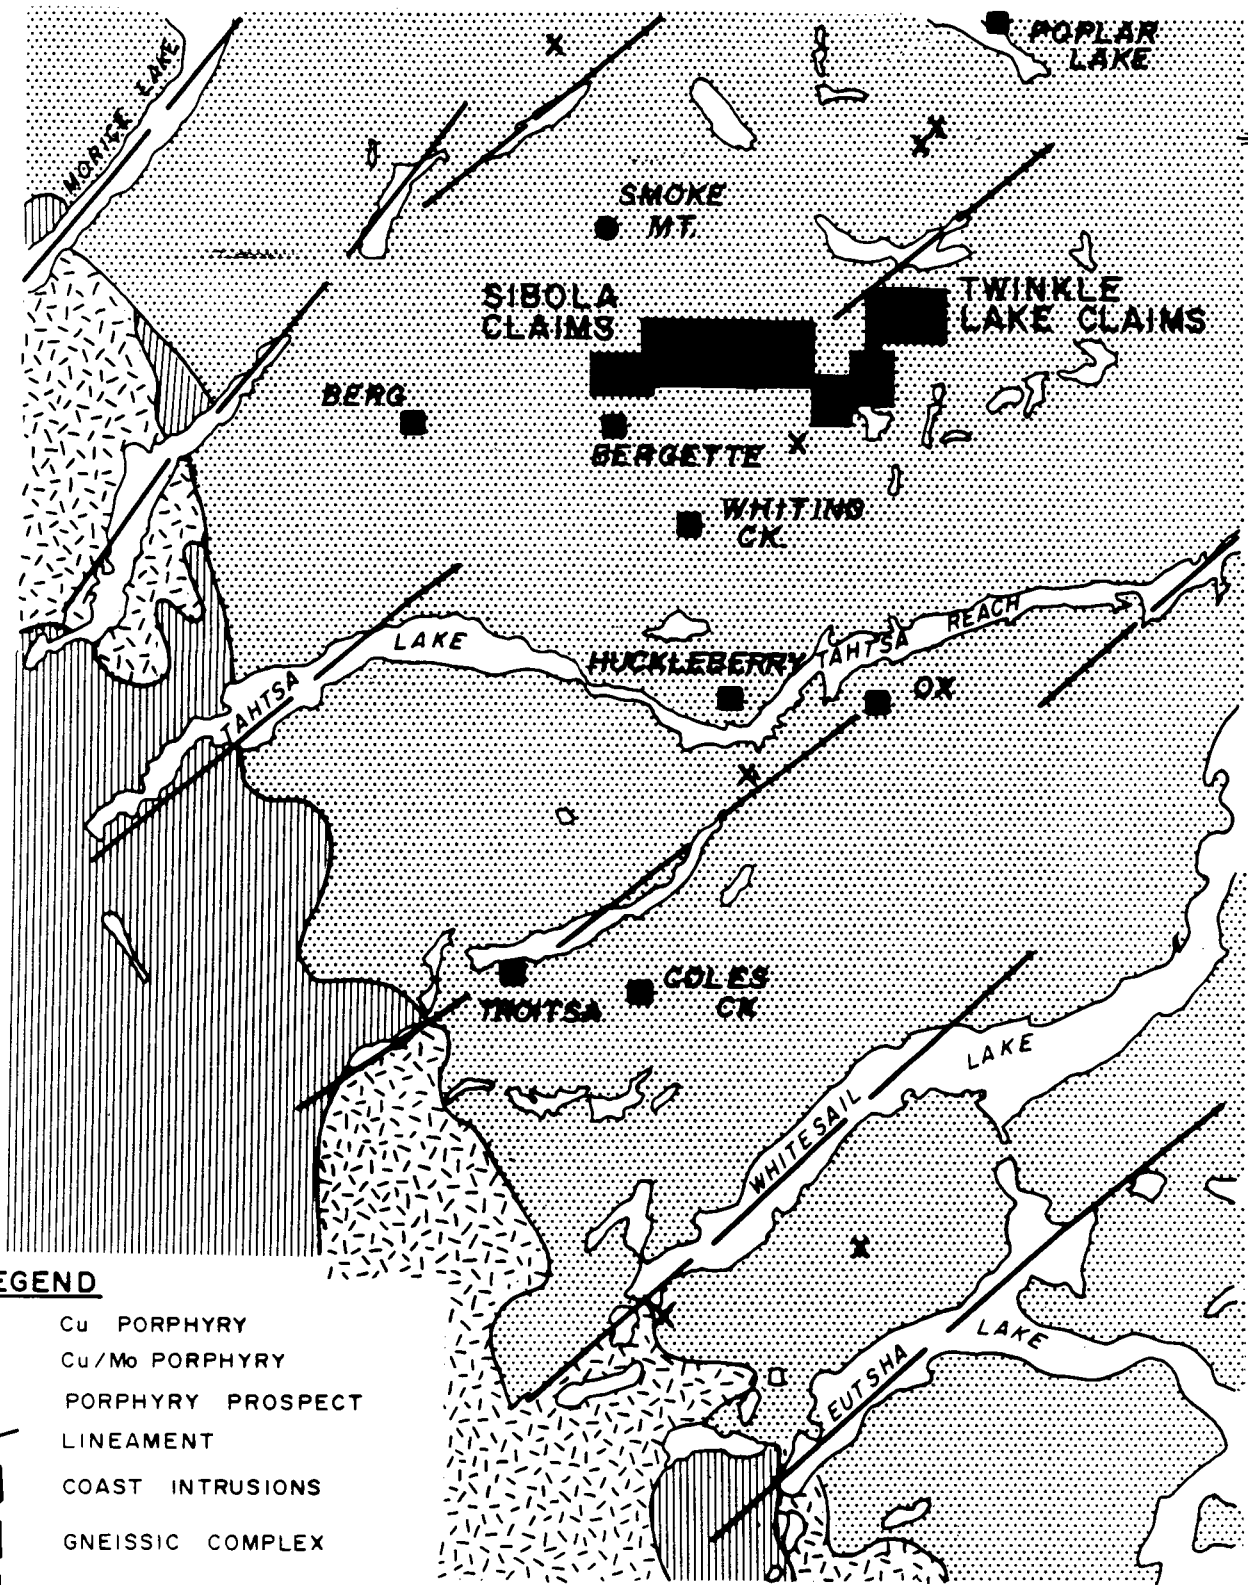 POPLAR
LAKE
MORICE LAKE
SMOKE
MT.
SIBOLA
CLAIMS
TWINKLE
LAKE CLAIMS
BERG
BERGETTE
WHITING
CK.
TAHTSA LAKE
HUCKLEBERRY
TAHTSA REACH
OX
TROITSA
COLES
CK
WHITESAIL LAKE
EUTSHA LAKE
EGEND
Cu PORPHYRY
Cu/Mo PORPHYRY
PORPHYRY PROSPECT
LINEAMENT
COAST INTRUSIONS
GNEISSIC COMPLEX